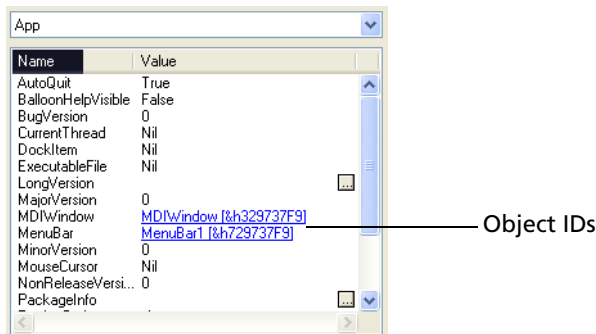 App
Name Value
AutoQuit True
BalloonHelpVisible False
BugVersion 0
CurrentThread Nil
DockItem Nil
ExecutableFile Nil
LongVersion ...
MajorVersion 0
MDIWindow MDIWindow [&h329737F9]
MenuBar MenuBar1 [&h729737F9]
Object IDs
MinorVersion 0
MouseCursor Nil
NonReleaseVersi... 0
PackageInfo ...